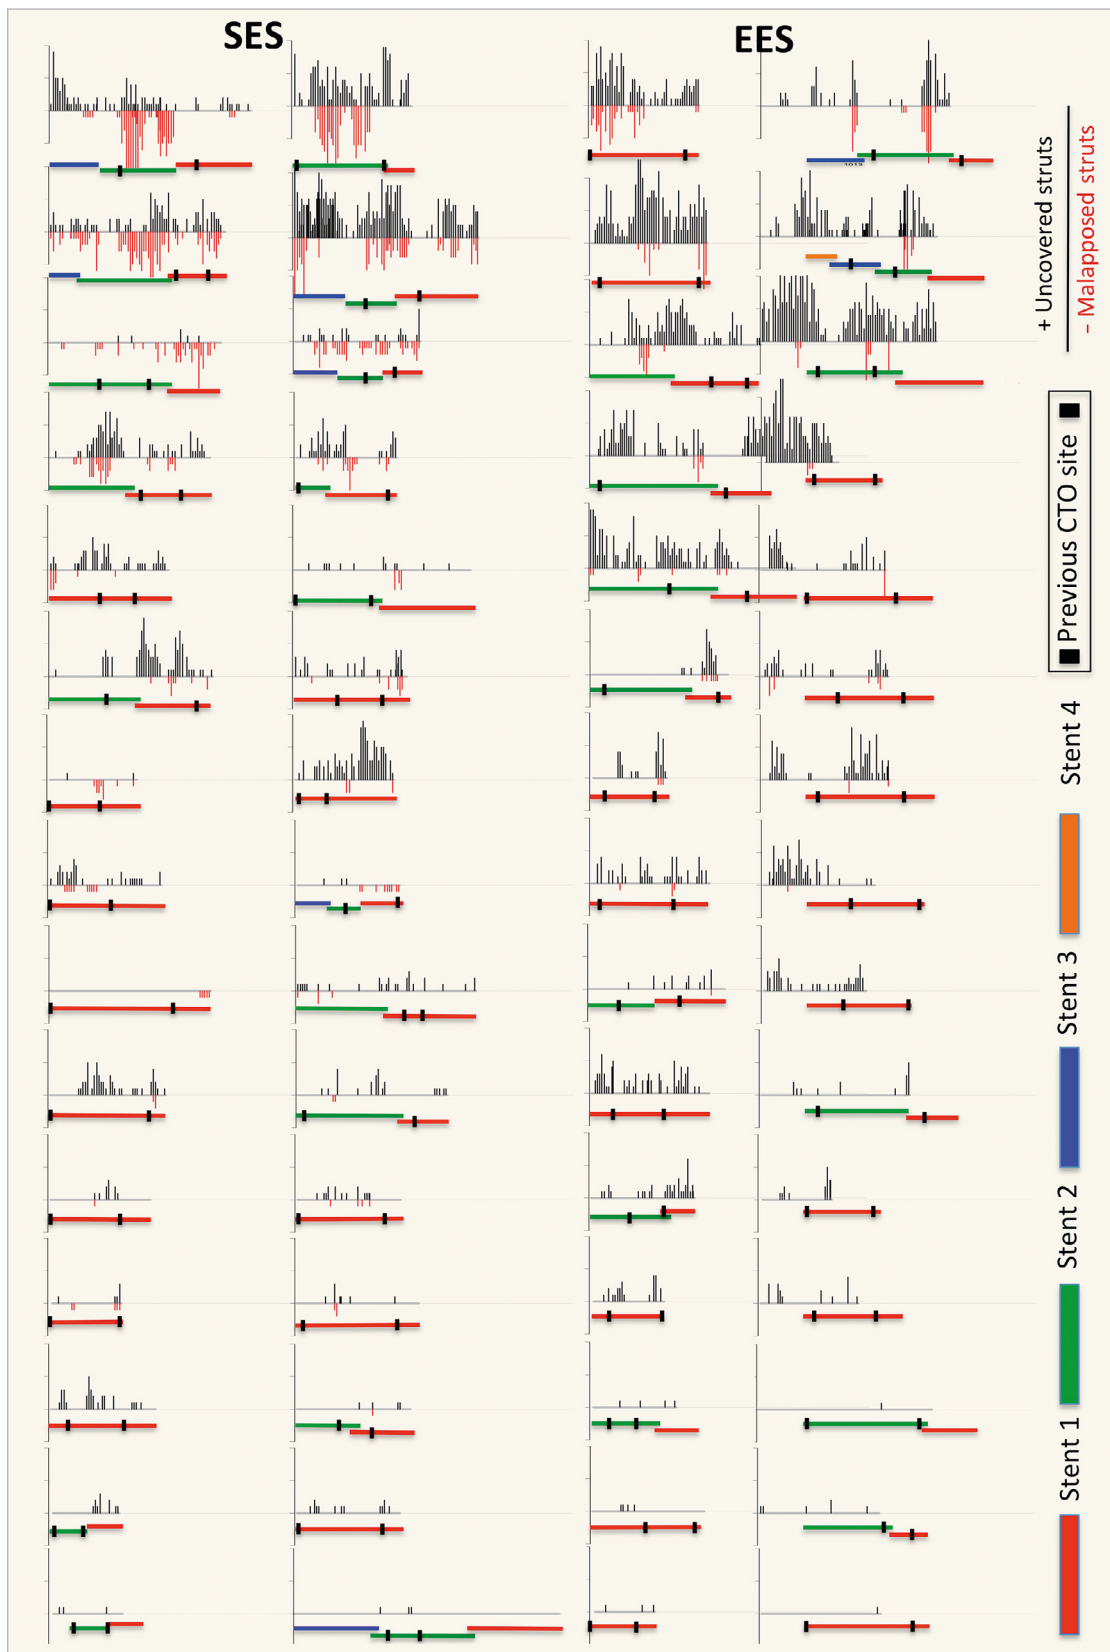 SES
EES
+ Uncovered struts
– Malapposed struts
Previous CTO site
Stent 4
Stent 3
Stent 2
Stent 1